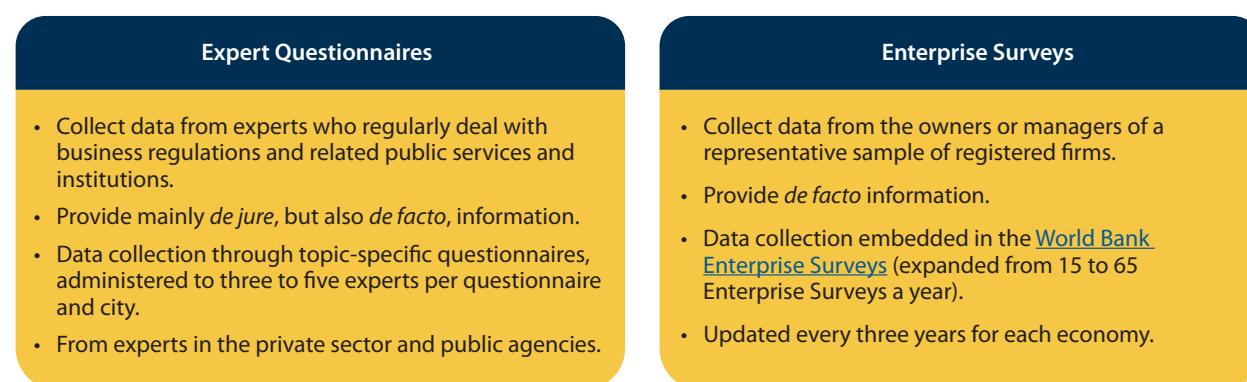 Expert Questionnaires
• Collect data from experts who regularly deal with
business regulations and related public services and
institutions.
• Provide mainly de jure, but also de facto, information.
• Data collection through topic-specific questionnaires,
administered to three to five experts per questionnaire
and city.
• From experts in the private sector and public agencies.
Enterprise Surveys
• Collect data from the owners or managers of a
representative sample of registered firms.
• Provide de facto information.
• Data collection embedded in the World Bank
Enterprise Surveys (expanded from 15 to 65
Enterprise Surveys a year).
• Updated every three years for each economy.